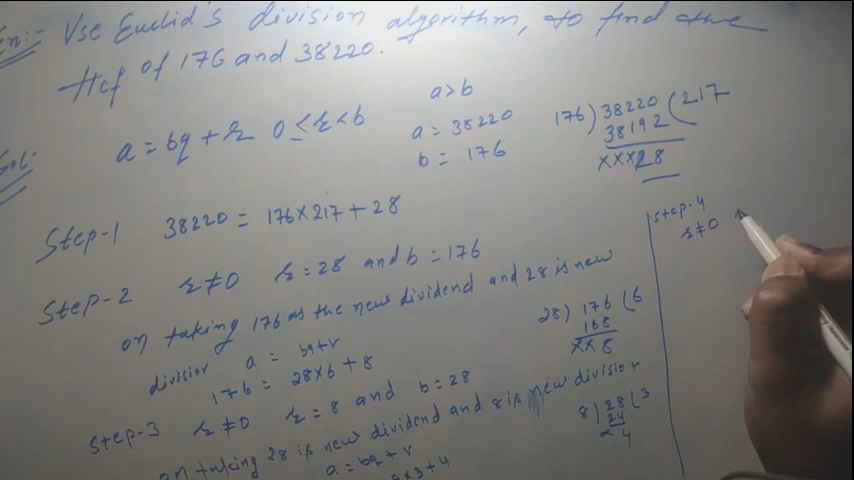 Ex:- Use Euclid's division algorithm, to find the
Hcf of 176 and 38220.
Sol.
a = bq + r 0 ≤ r < b
a > b
a = 38220
b = 176
176) 38220 (217
38192
xxx28
Step-1 38220 = 176 x 217 + 28
Step-2 r ≠ 0 r = 28 and b = 176
on taking 176 as the new dividend and 28 is new
division a = bq + r
176 = 28 x 6 + 8
28) 176 (6
168
xx 8
Step-3 r ≠ 0 r = 8 and b = 28
on taking 28 is new dividend and 8 is new division
a = bq + r
x 3 + 4
8) 28 (3
24
x 4
Step-4
r ≠ 0